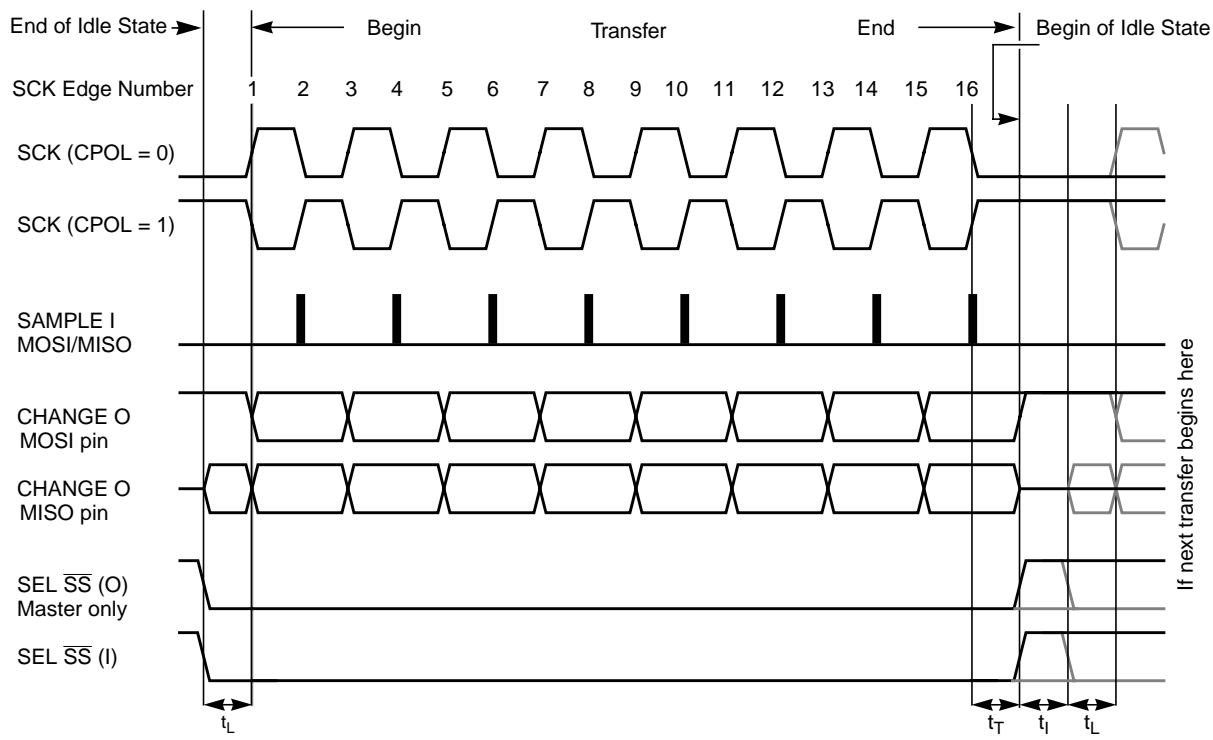 End of Idle State
Begin
Transfer
End
Begin of Idle State
SCK Edge Number
1 2 3 4 5 6 7 8 9 10 11 12 13 14 15 16
SCK (CPOL = 0)
SCK (CPOL = 1)
SAMPLE I
MOSI/MISO
CHANGE O
MOSI pin
CHANGE O
MISO pin
SEL S̅S̅ (O)
Master only
SEL S̅S̅ (I)
If next transfer begins here
tL
tT
tI
tL